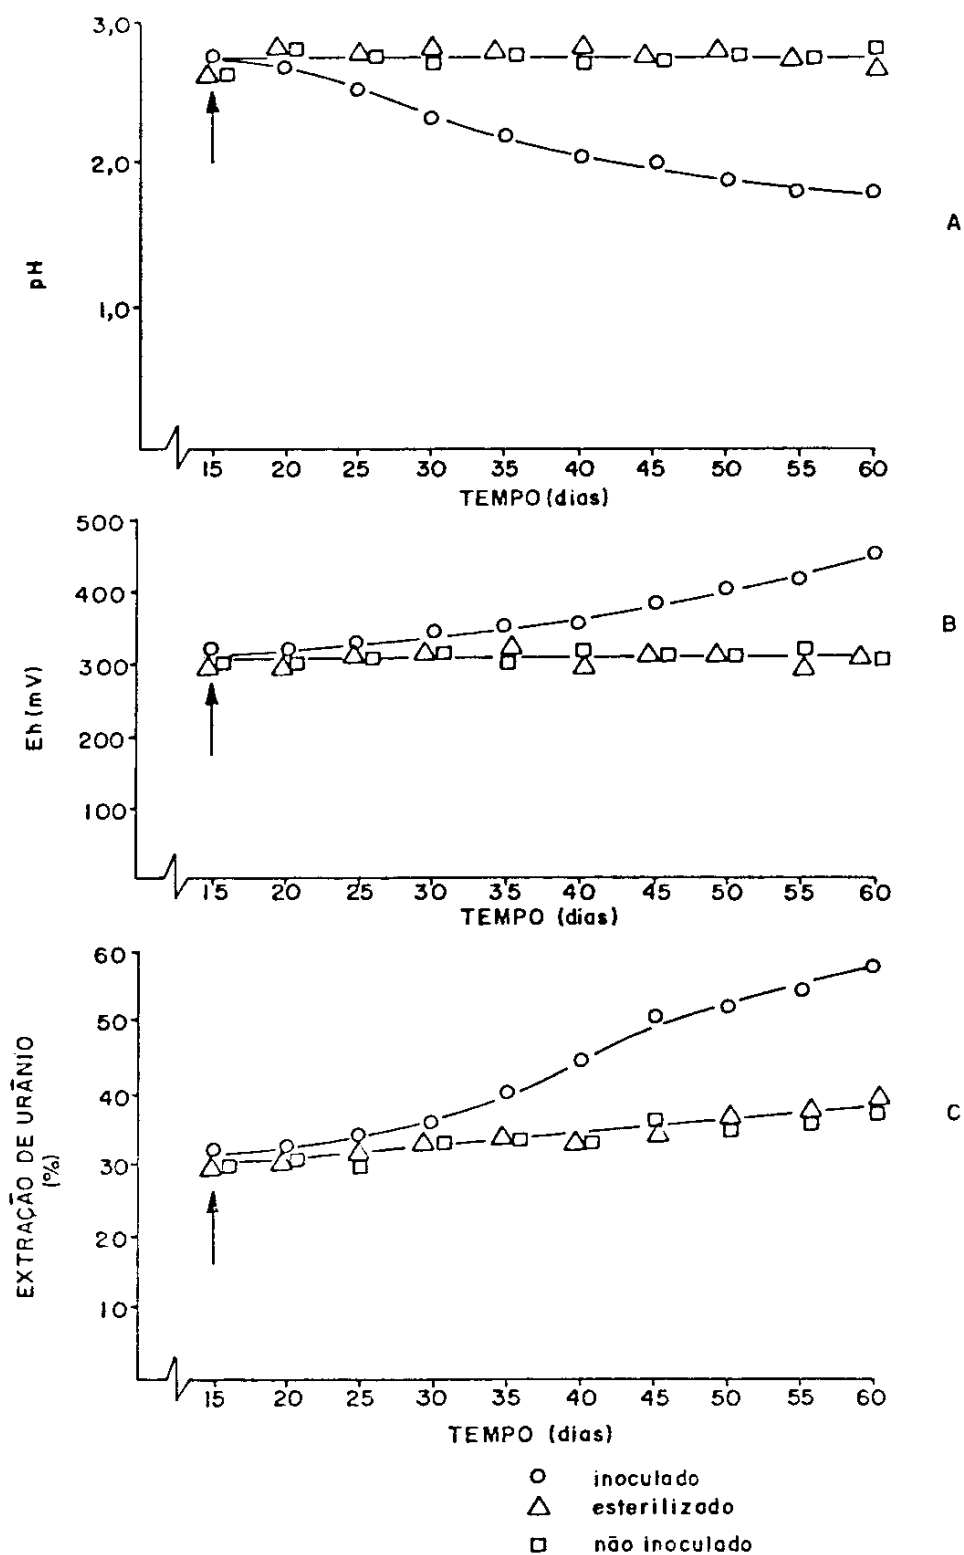 3,0
2,0
1,0
pH
A
15 20 25 30 35 40 45 50 55 60
TEMPO (dias)
500
400
300
200
100
Eh (mV)
B
15 20 25 30 35 40 45 50 55 60
TEMPO (dias)
60
50
40
30
20
10
EXTRAÇÃO DE URÂNIO
(%)
C
15 20 25 30 35 40 45 50 55 60
TEMPO (dias)
inoculado
esterilizado
não inoculado